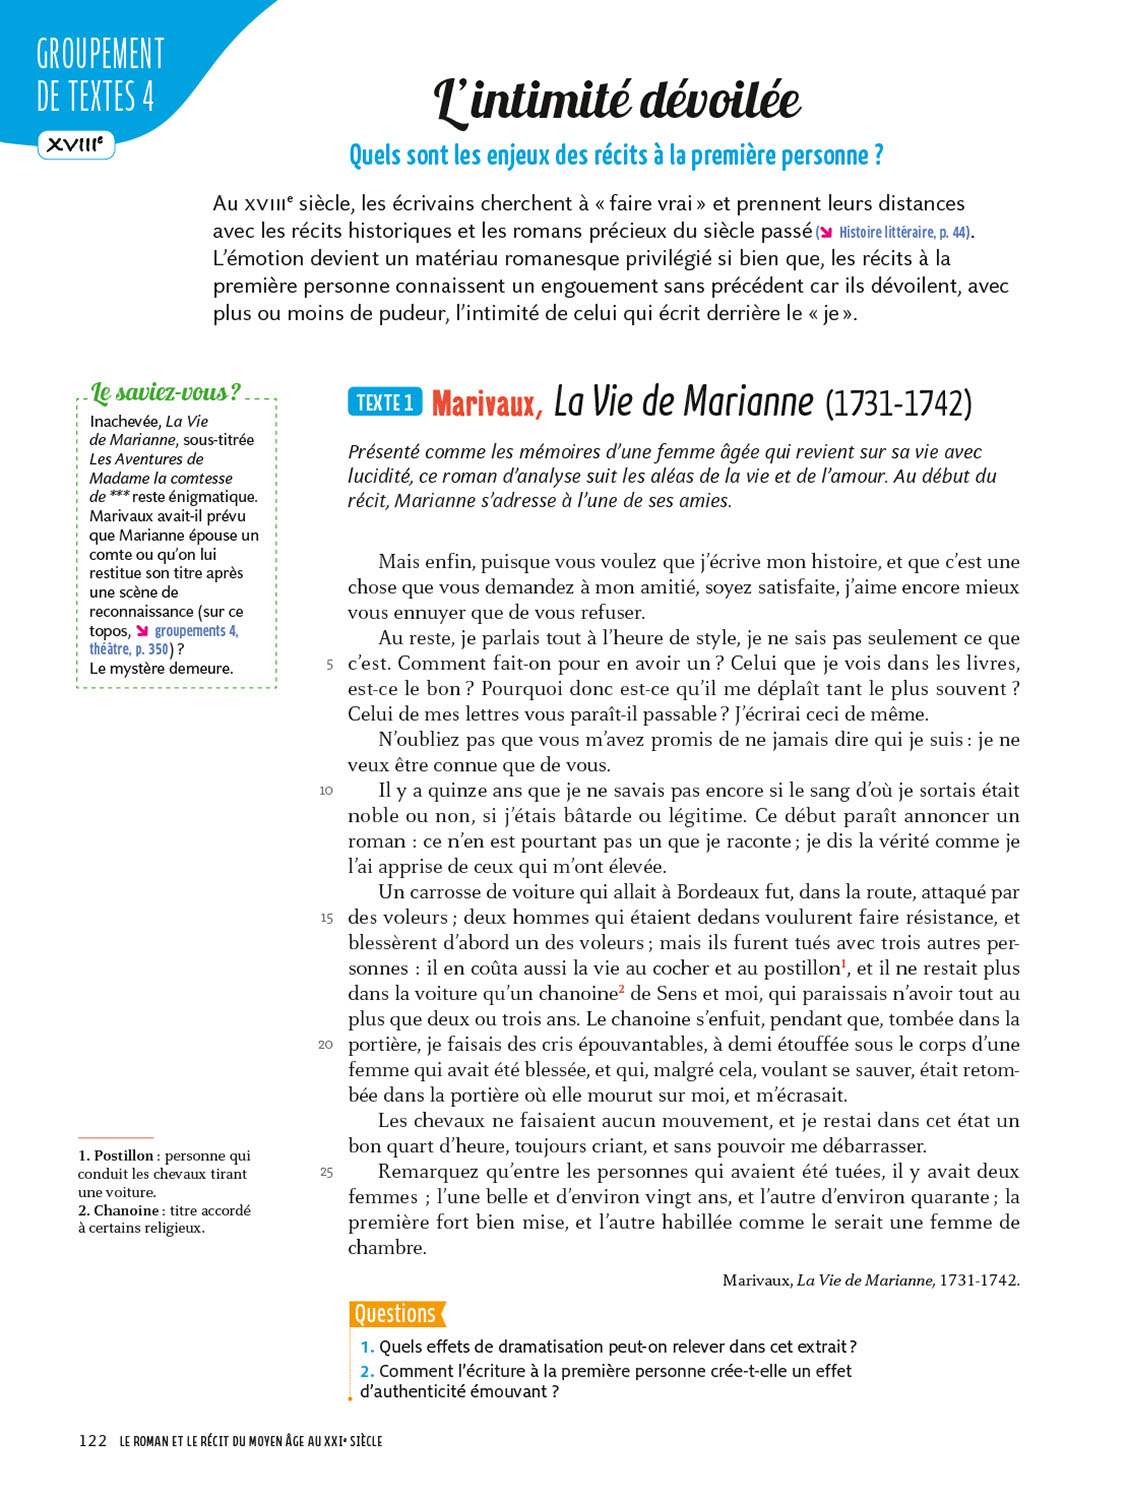 GROUPEMENT
DE TEXTES 4
XVIIIe
L’intimité dévoilée
Quels sont les enjeux des récits à la première personne ?
Au XVIIIe siècle, les écrivains cherchent à « faire vrai » et prennent leurs distances
avec les récits historiques et les romans précieux du siècle passé (↘ Histoire littéraire, p. 44).
L’émotion devient un matériau romanesque privilégié si bien que, les récits à la
première personne connaissent un engouement sans précédent car ils dévoilent, avec
plus ou moins de pudeur, l’intimité de celui qui écrit derrière le « je ».
Le saviez-vous ?
Inachevée, La Vie
de Marianne, sous-titrée
Les Aventures de
Madame la comtesse
de *** reste énigmatique.
Marivaux avait-il prévu
que Marianne épouse un
comte ou qu’on lui
restitue son titre après
une scène de
reconnaissance (sur ce
topos, ↘ groupements 4,
théâtre, p. 350) ?
Le mystère demeure.
TEXTE 1 Marivaux, La Vie de Marianne (1731-1742)
Présenté comme les mémoires d’une femme âgée qui revient sur sa vie avec
lucidité, ce roman d’analyse suit les aléas de la vie et de l’amour. Au début du
récit, Marianne s’adresse à l’une de ses amies.
Mais enfin, puisque vous voulez que j’écrive mon histoire, et que c’est une
chose que vous demandez à mon amitié, soyez satisfaite, j’aime encore mieux
vous ennuyer que de vous refuser.
Au reste, je parlais tout à l’heure de style, je ne sais pas seulement ce que
5 c’est. Comment fait-on pour en avoir un ? Celui que je vois dans les livres,
est-ce le bon ? Pourquoi donc est-ce qu’il me déplaît tant le plus souvent ?
Celui de mes lettres vous paraît-il passable ? J’écrirai ceci de même.
N’oubliez pas que vous m’avez promis de ne jamais dire qui je suis : je ne
veux être connue que de vous.
10 Il y a quinze ans que je ne savais pas encore si le sang d’où je sortais était
noble ou non, si j’étais bâtarde ou légitime. Ce début paraît annoncer un
roman : ce n’en est pourtant pas un que je raconte ; je dis la vérité comme je
l’ai apprise de ceux qui m’ont élevée.
Un carrosse de voiture qui allait à Bordeaux fut, dans la route, attaqué par
15 des voleurs ; deux hommes qui étaient dedans voulurent faire résistance, et
blessèrent d’abord un des voleurs ; mais ils furent tués avec trois autres per-
sonnes : il en coûta aussi la vie au cocher et au postillon1, et il ne restait plus
dans la voiture qu’un chanoine2 de Sens et moi, qui paraissais n’avoir tout au
plus que deux ou trois ans. Le chanoine s’enfuit, pendant que, tombée dans la
20 portière, je faisais des cris épouvantables, à demi étouffée sous le corps d’une
femme qui avait été blessée, et qui, malgré cela, voulant se sauver, était retom-
bée dans la portière où elle mourut sur moi, et m’écrasait.
Les chevaux ne faisaient aucun mouvement, et je restai dans cet état un
bon quart d’heure, toujours criant, et sans pouvoir me débarrasser.
25 Remarquez qu’entre les personnes qui avaient été tuées, il y avait deux
femmes ; l’une belle et d’environ vingt ans, et l’autre d’environ quarante ; la
première fort bien mise, et l’autre habillée comme le serait une femme de
chambre.
Marivaux, La Vie de Marianne, 1731-1742.
1. Postillon : personne qui
conduit les chevaux tirant
une voiture.
2. Chanoine : titre accordé
à certains religieux.
Questions
1. Quels effets de dramatisation peut-on relever dans cet extrait ?
2. Comment l’écriture à la première personne crée-t-elle un effet
d’authenticité émouvant ?
122 LE ROMAN ET LE RÉCIT DU MOYEN ÂGE AU XXIe SIÈCLE